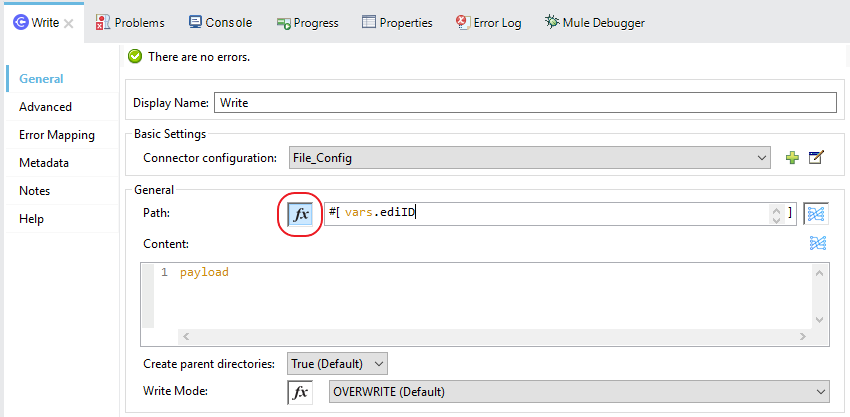 Write Problems Console Progress Properties Error Log Mule Debugger
There are no errors.
General
Advanced
Error Mapping
Metadata
Notes
Help
Display Name: Write
Basic Settings
Connector configuration: File_Config
General
Path: fx #[ vars.ediID ]
Content:
1 payload
Create parent directories: True (Default)
Write Mode: fx OVERWRITE (Default)